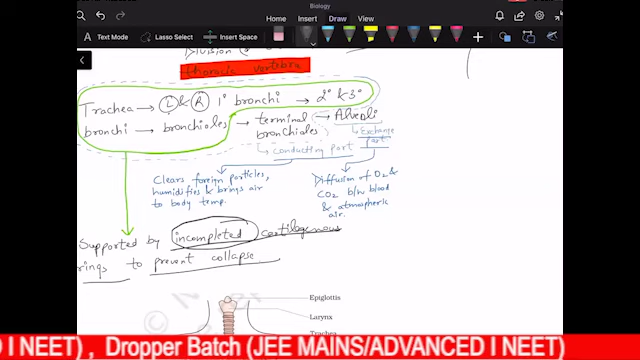 Biology
Home Insert Draw View
Text Mode Lasso Select Insert Space
Division @
thoracic vertebra
Trachea → L & R 1° bronchi → 2° & 3°
bronchi → bronchioles → terminal → Alveoli
bronchioles
↳ Exchange part
↳ conducting part
Clears foreign particles,
humidifies & brings air
to body temp.
Diffusion of O2 &
CO2 b/w blood
& atmospheric
air.
Supported by incompleted cartilagenous
rings to prevent collapse
Epiglottis
Larynx
Trachea
D I NEET) , Dropper Batch (JEE MAINS/ADVANCED I NEET)